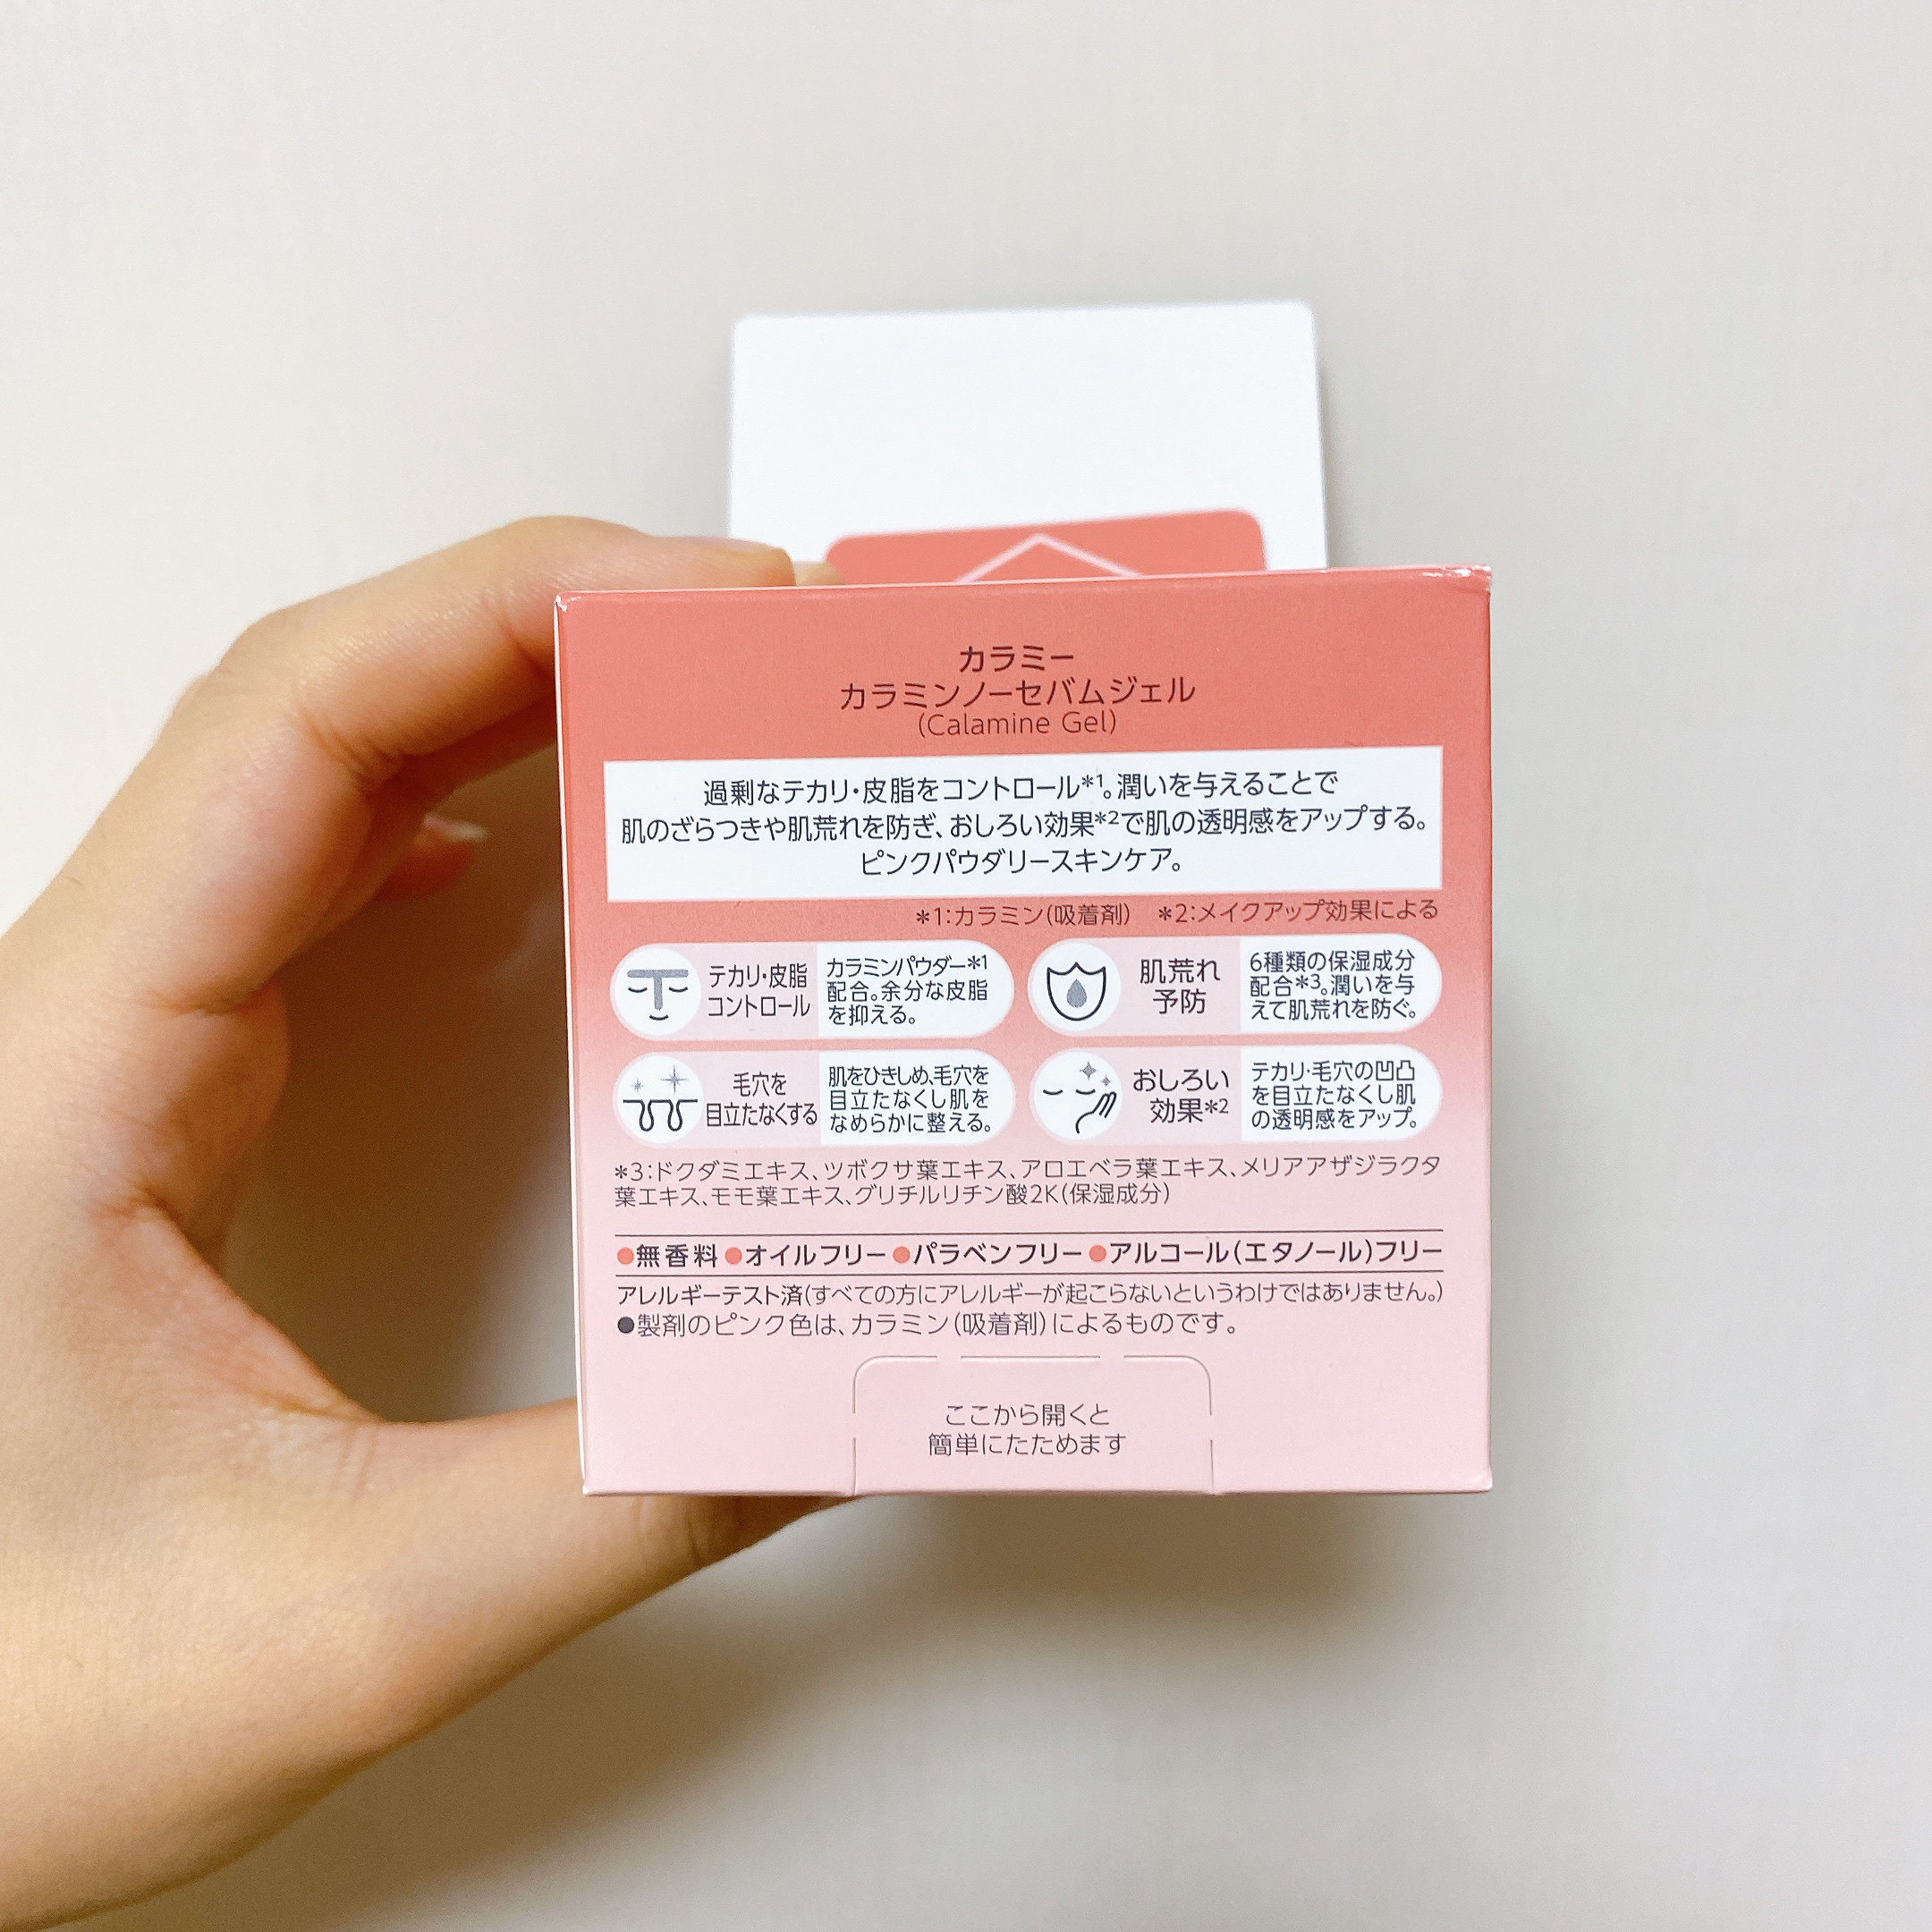 カラミー
カラミンノーセバムジェル
(Calamine Gel)
過剰なテカリ・皮脂をコントロール*1。潤いを与えることで
肌のざらつきや肌荒れを防ぎ、おしろい効果*2で肌の透明感をアップする。
ピンクパウダリースキンケア。
*1:カラミン(吸着剤) *2:メイクアップ効果による
テカリ・皮脂
コントロール
カラミンパウダー*1
配合。余分な皮脂
を抑える。
肌荒れ
予防
6種類の保湿成分
配合*3。潤いを与
えて肌荒れを防ぐ。
毛穴を
目立たなくする
肌をひきしめ、毛穴を
目立たなくし肌を
なめらかに整える。
おしろい
効果*2
テカリ・毛穴の凹凸
を目立たなくし肌
の透明感をアップ。
*3:ドクダミエキス、ツボクサ葉エキス、アロエベラ葉エキス、メリアアザジラクタ
葉エキス、モモ葉エキス、グリチルリチン酸2K(保湿成分)
●無香料 ●オイルフリー ●パラベンフリー ●アルコール(エタノール)フリー
アレルギーテスト済(すべての方にアレルギーが起こらないというわけではありません。)
●製剤のピンク色は、カラミン(吸着剤)によるものです。
ここから開くと
簡単にたためます